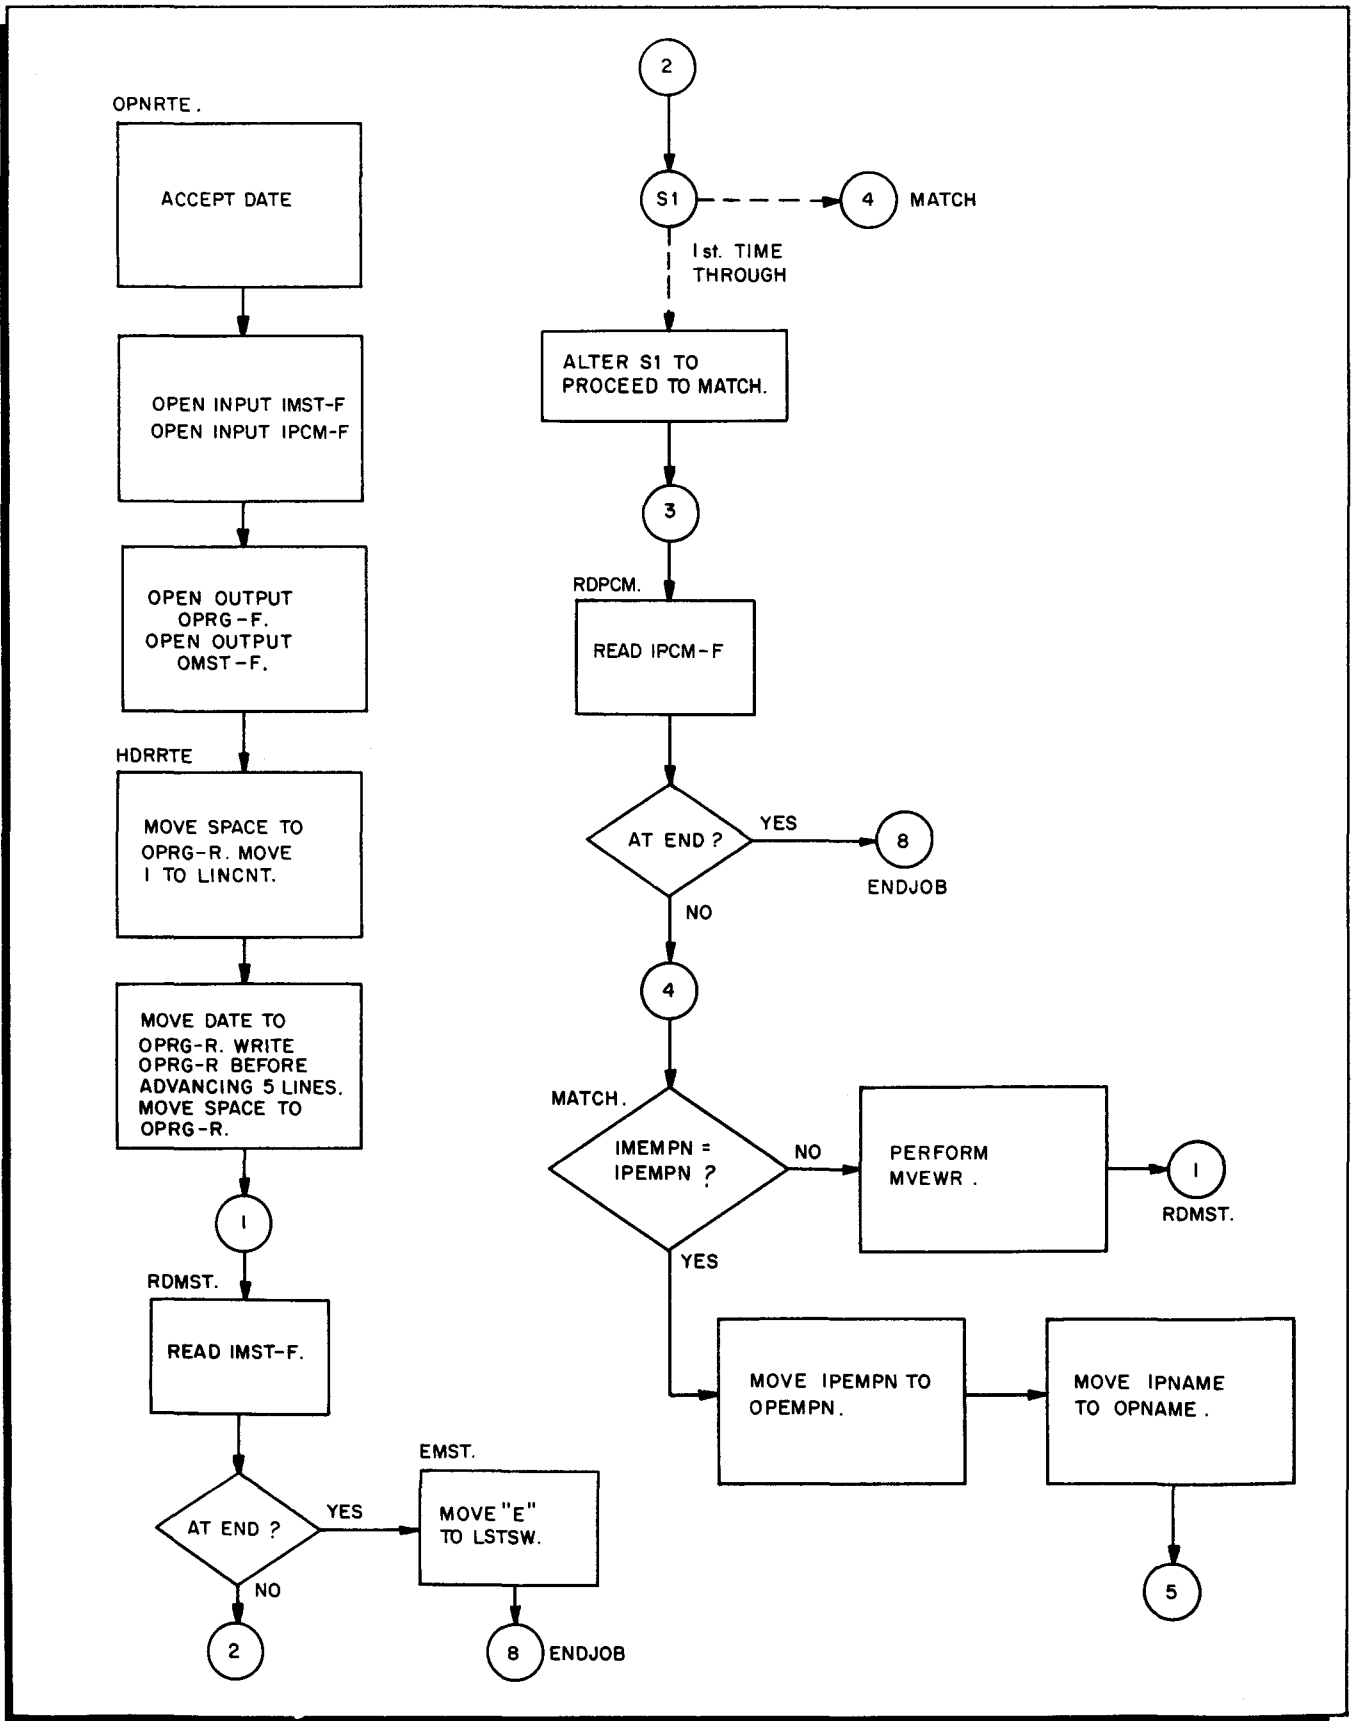 OPNRTE.
ACCEPT DATE
OPEN INPUT IMST-F
OPEN INPUT IPCM-F
OPEN OUTPUT
OPRG-F.
OPEN OUTPUT
OMST-F.
HDRRTE
MOVE SPACE TO
OPRG-R. MOVE
1 TO LINCNT.
MOVE DATE TO
OPRG-R. WRITE
OPRG-R BEFORE
ADVANCING 5 LINES.
MOVE SPACE TO
OPRG-R.
1
RDMST.
READ IMST-F.
AT END ?
YES
NO
2
EMST.
MOVE "E"
TO LSTSW.
8 ENDJOB
2
S1
4 MATCH
1st. TIME
THROUGH
ALTER S1 TO
PROCEED TO MATCH.
3
RDPCM.
READ IPCM-F
AT END ?
YES
8
ENDJOB
NO
4
MATCH.
IMEMPN =
IPEMPN ?
NO
PERFORM
MVEWR .
1
RDMST.
YES
MOVE IPEMPN TO
OPEMPN.
MOVE IPNAME
TO OPNAME .
5